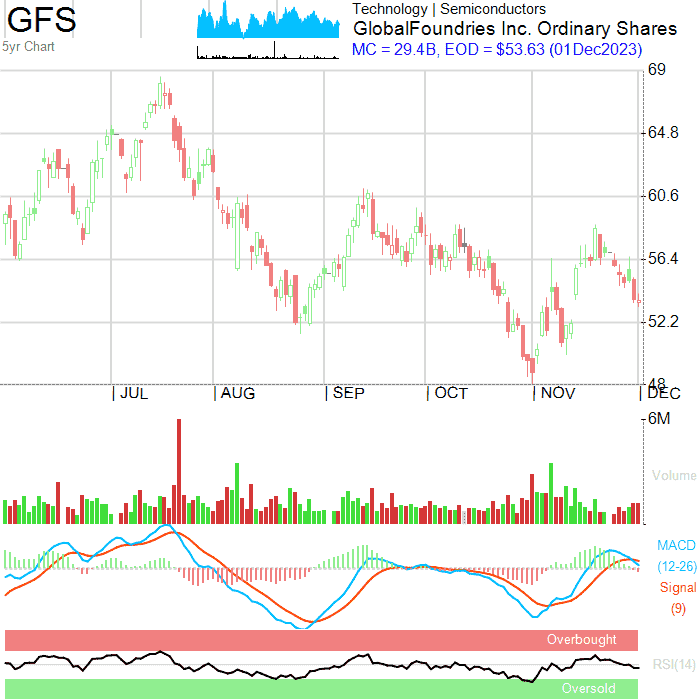 GFS
5yr Chart
Technology | Semiconductors
GlobalFoundries Inc. Ordinary Shares
MC = 29.4B, EOD = $53.63 (01Dec2023)
69
64.8
60.6
56.4
52.2
48
JUL AUG SEP OCT NOV DEC
6M
Volume
MACD
(12-26)
Signal
(9)
Overbought
RSI(14)
Oversold